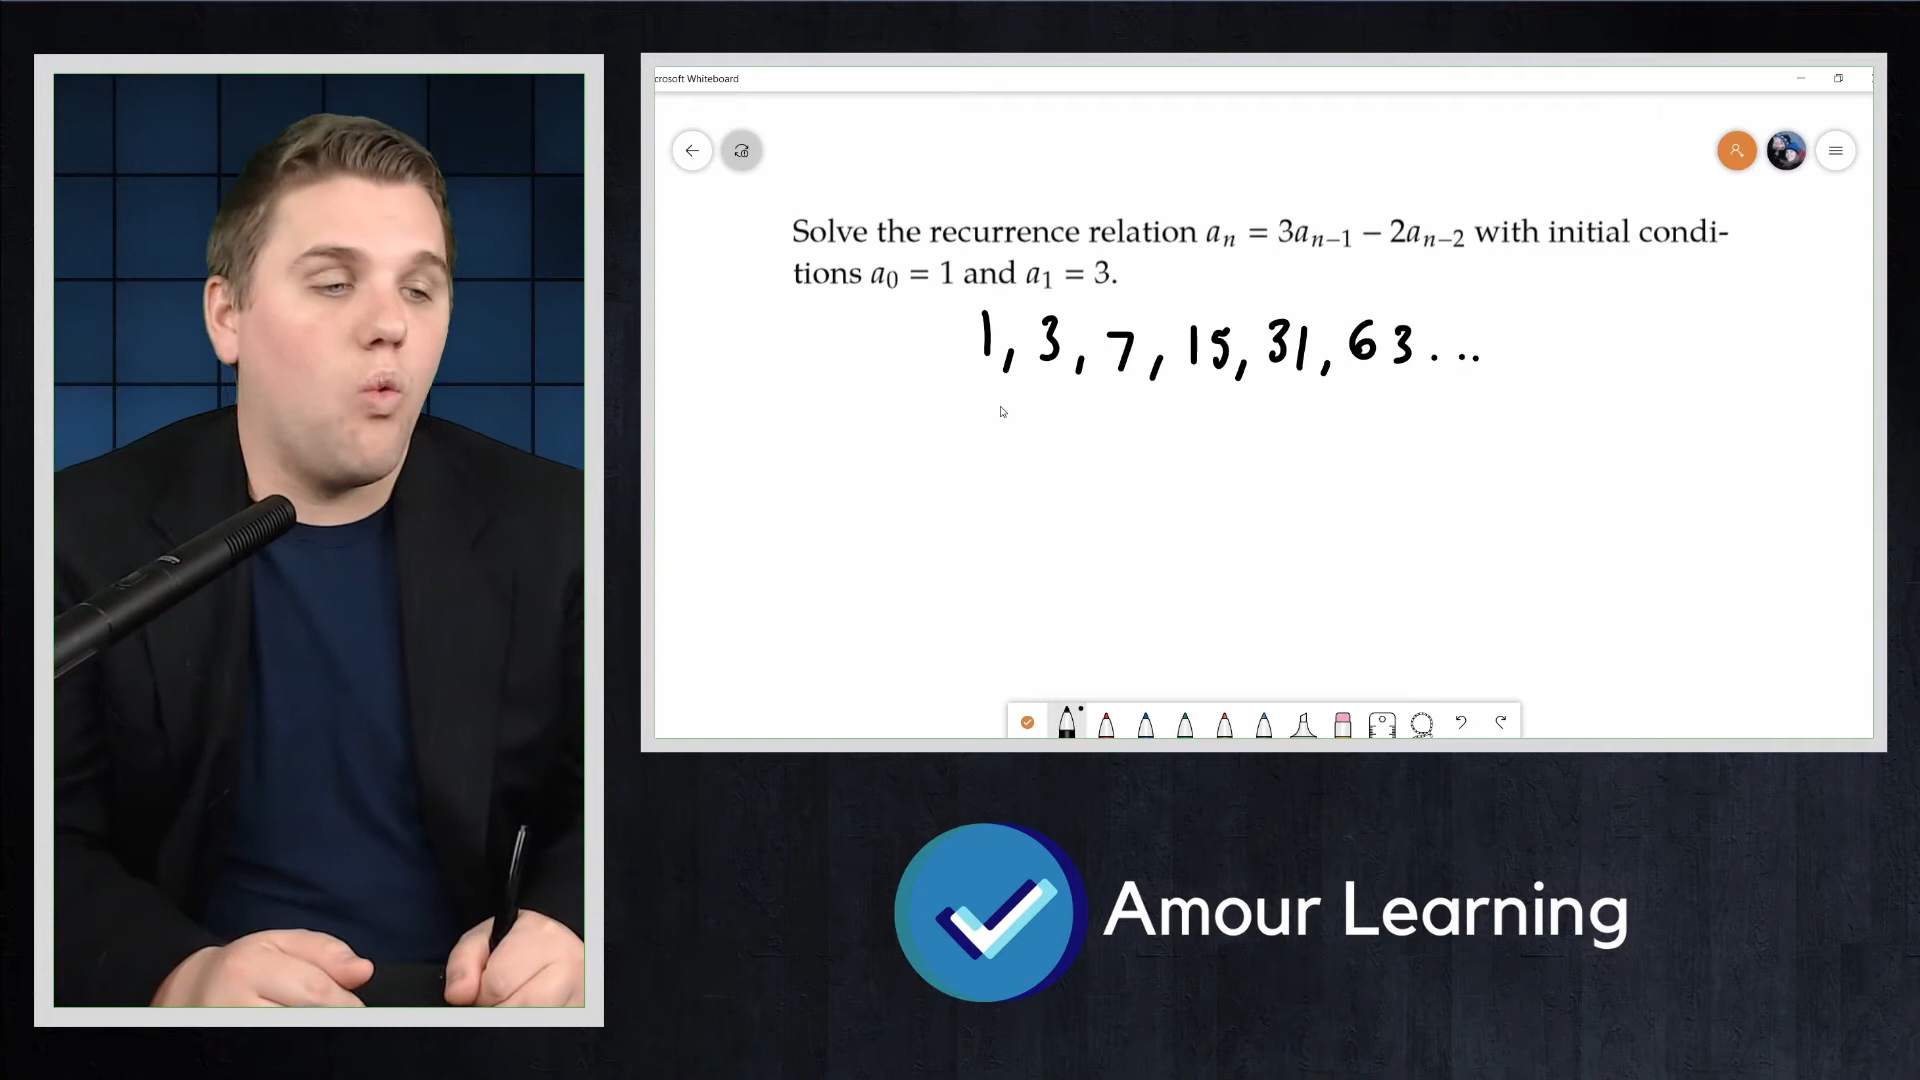 crosoft Whiteboard
Solve the recurrence relation aₙ = 3aₙ₋₁ − 2aₙ₋₂ with initial condi-
tions a₀ = 1 and a₁ = 3.
1, 3, 7, 15, 31, 63...
Amour Learning